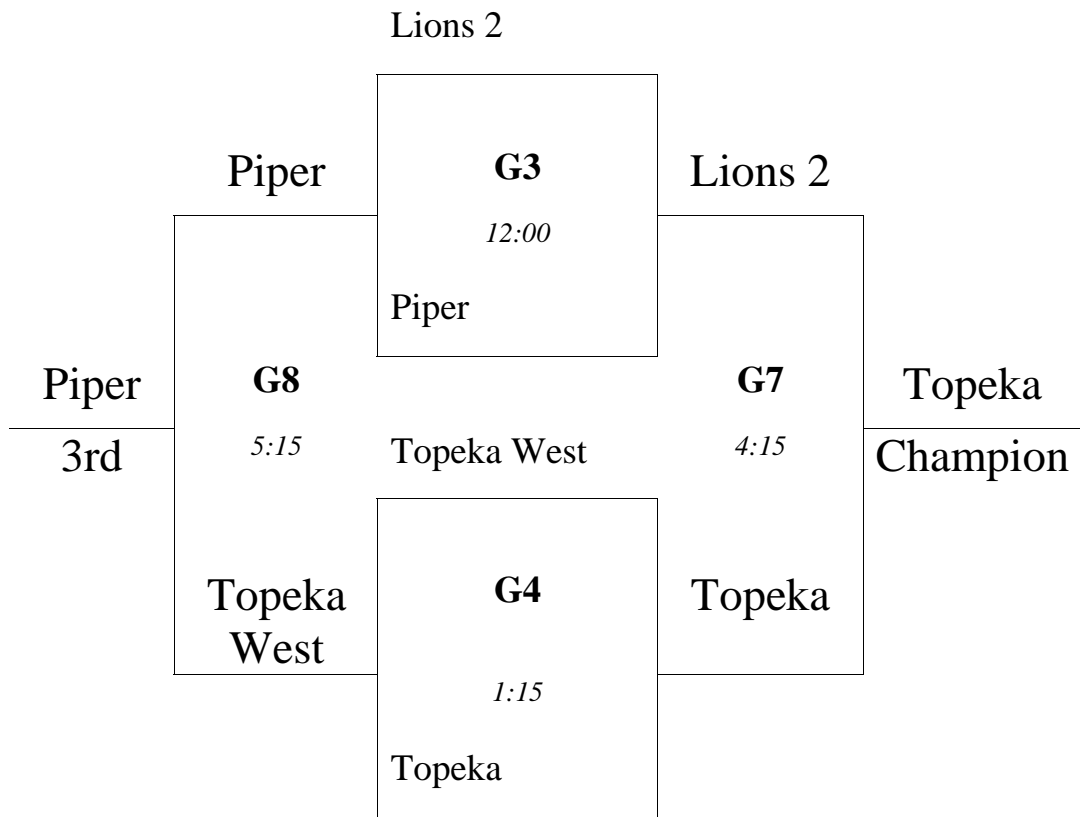 Lions 2
Piper
G3
Lions 2
12:00
Piper
Piper
G8
G7
Topeka
3rd
5:15
Topeka West
4:15
Champion
Topeka
West
G4
Topeka
1:15
Topeka